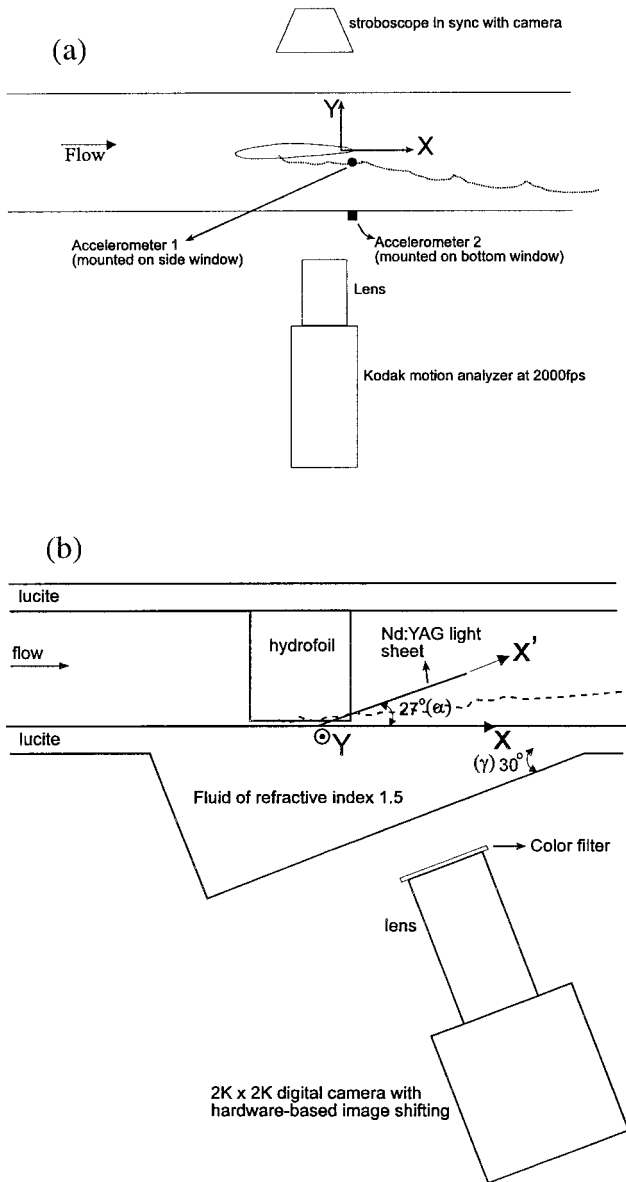 (a)
stroboscope in sync with camera
Y
X
Flow
Accelerometer 1
(mounted on side window)
Accelerometer 2
(mounted on bottom window)
Lens
Kodak motion analyzer at 2000fps
(b)
lucite
hydrofoil
Nd:YAG light
sheet
X'
flow
27°(α)
lucite
Y
X
(γ) 30°
Fluid of refractive index 1.5
Color filter
lens
2K x 2K digital camera with
hardware-based image shifting